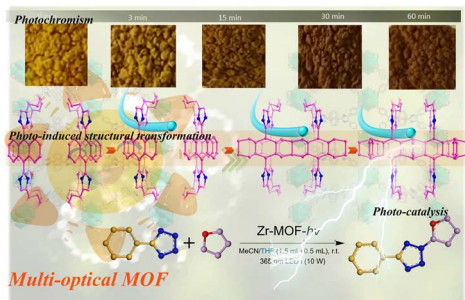 Photochromism
3 min
15 min
30 min
60 min
Photo-induced structural transformation
Photo-catalysis
Zr-MOF-hν
+
MeCN/THF (1.5 ml+0.5 mL), r.t.
365 nm LED (10 W)
Multi-optical MOF